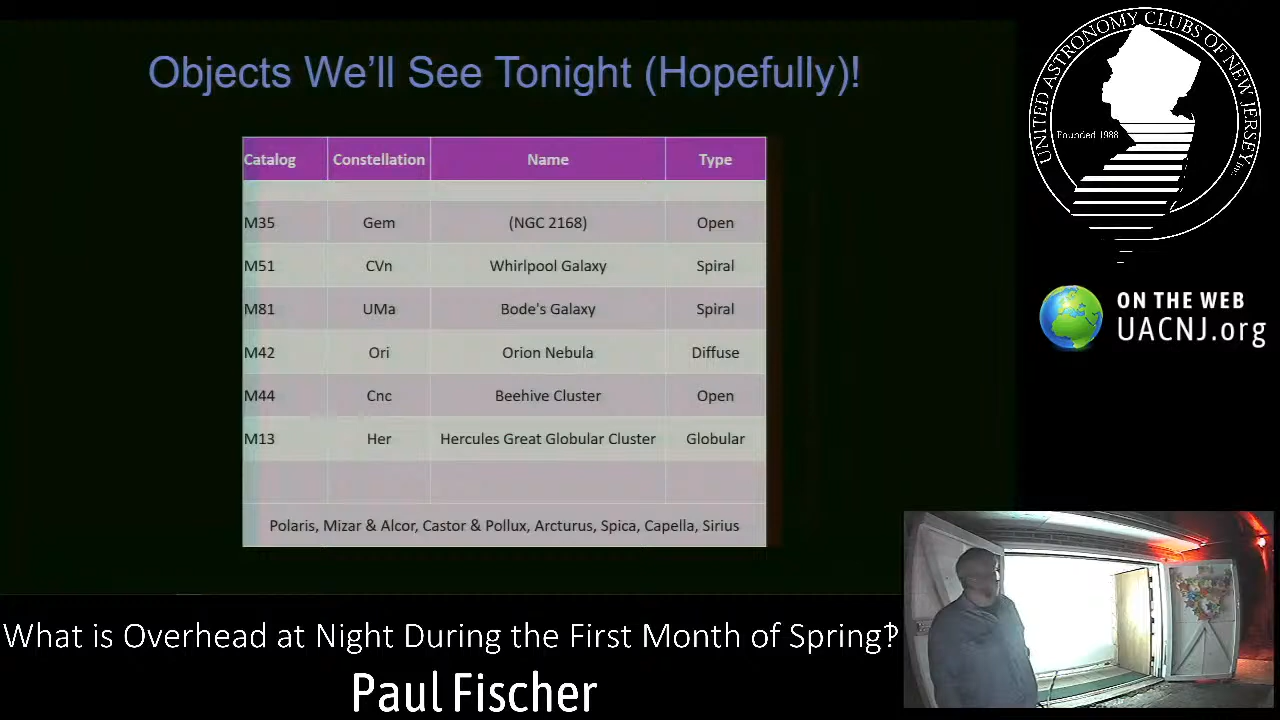 Objects We'll See Tonight (Hopefully)!
Catalog Constellation Name Type
M35 Gem (NGC 2168) Open
M51 CVn Whirlpool Galaxy Spiral
M81 UMa Bode's Galaxy Spiral
M42 Ori Orion Nebula Diffuse
M44 Cnc Beehive Cluster Open
M13 Her Hercules Great Globular Cluster Globular
Polaris, Mizar & Alcor, Castor & Pollux, Arcturus, Spica, Capella, Sirius
UNITED ASTRONOMY CLUBS OF NEW JERSEY, Inc.
Founded 1988
ON THE WEB
UACNJ.org
What is Overhead at Night During the First Month of Spring?
Paul Fischer